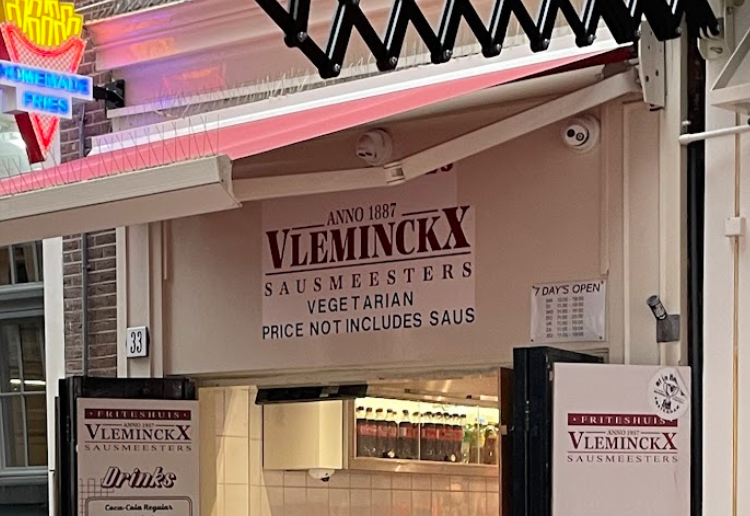 HOMEMADE
FRIES
ANNO 1887
VLEMINCKX
SAUSMEESTERS
VEGETARIAN
PRICE NOT INCLUDES SAUS
7 DAY'S OPEN
33
FRITESHUIS
ANNO 1887
VLEMINCKX
SAUSMEESTERS
Drinks
Coca-Cola Regular
FRITESHUIS
ANNO 1887
VLEMINCKX
SAUSMEESTERS